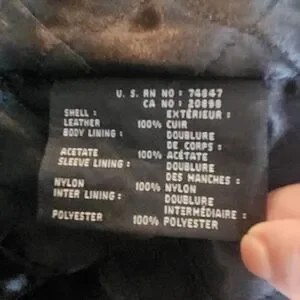 U. S. RN NO : 74847
CA NO : 20898
SHELL : EXTÉRIEUR :
LEATHER 100% CUIR
BODY LINING : DOUBLURE
DE CORPS :
ACETATE 100% ACÉTATE
SLEEVE LINING : DOUBLURE
DES MANCHES :
NYLON 100% NYLON
INTER LINING : DOUBLURE
INTERMÉDIAIRE :
POLYESTER 100% POLYESTER